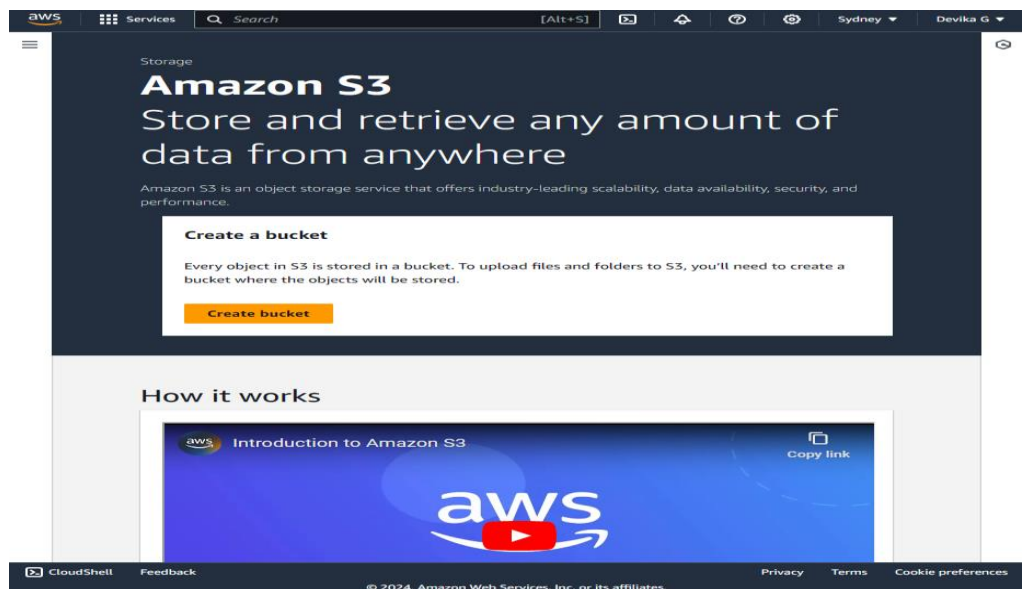 aws
Services
Search
[Alt+S]
Sydney
Devika G
Storage
Amazon S3
Store and retrieve any amount of
data from anywhere
Amazon S3 is an object storage service that offers industry-leading scalability, data availability, security, and
performance.
Create a bucket
Every object in S3 is stored in a bucket. To upload files and folders to S3, you'll need to create a
bucket where the objects will be stored.
Create bucket
How it works
aws
Introduction to Amazon S3
Copy link
aws
CloudShell
Feedback
Privacy
Terms
Cookie preferences
© 2024, Amazon Web Services, Inc. or its affiliates.